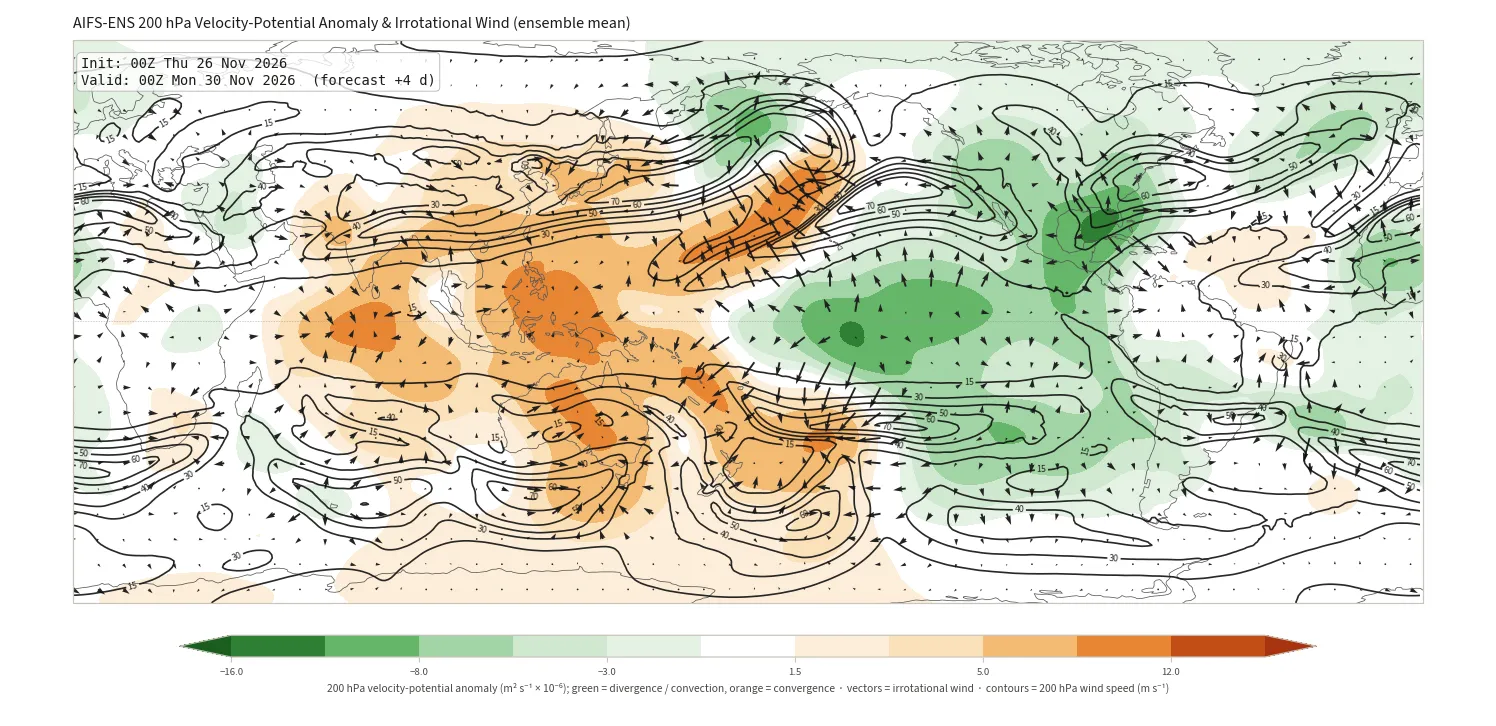 AIFS-ENS 200 hPa Velocity-Potential Anomaly & Irrotational Wind (ensemble mean)
Init: 00Z Thu 26 Nov 2026
Valid: 00Z Mon 30 Nov 2026 (forecast +4 d)
−16.0 −8.0 −3.0 1.5 5.0 12.0
200 hPa velocity-potential anomaly (m² s⁻¹ × 10⁻⁶); green = divergence / convection, orange = convergence · vectors = irrotational wind · contours = 200 hPa wind speed (m s⁻¹)